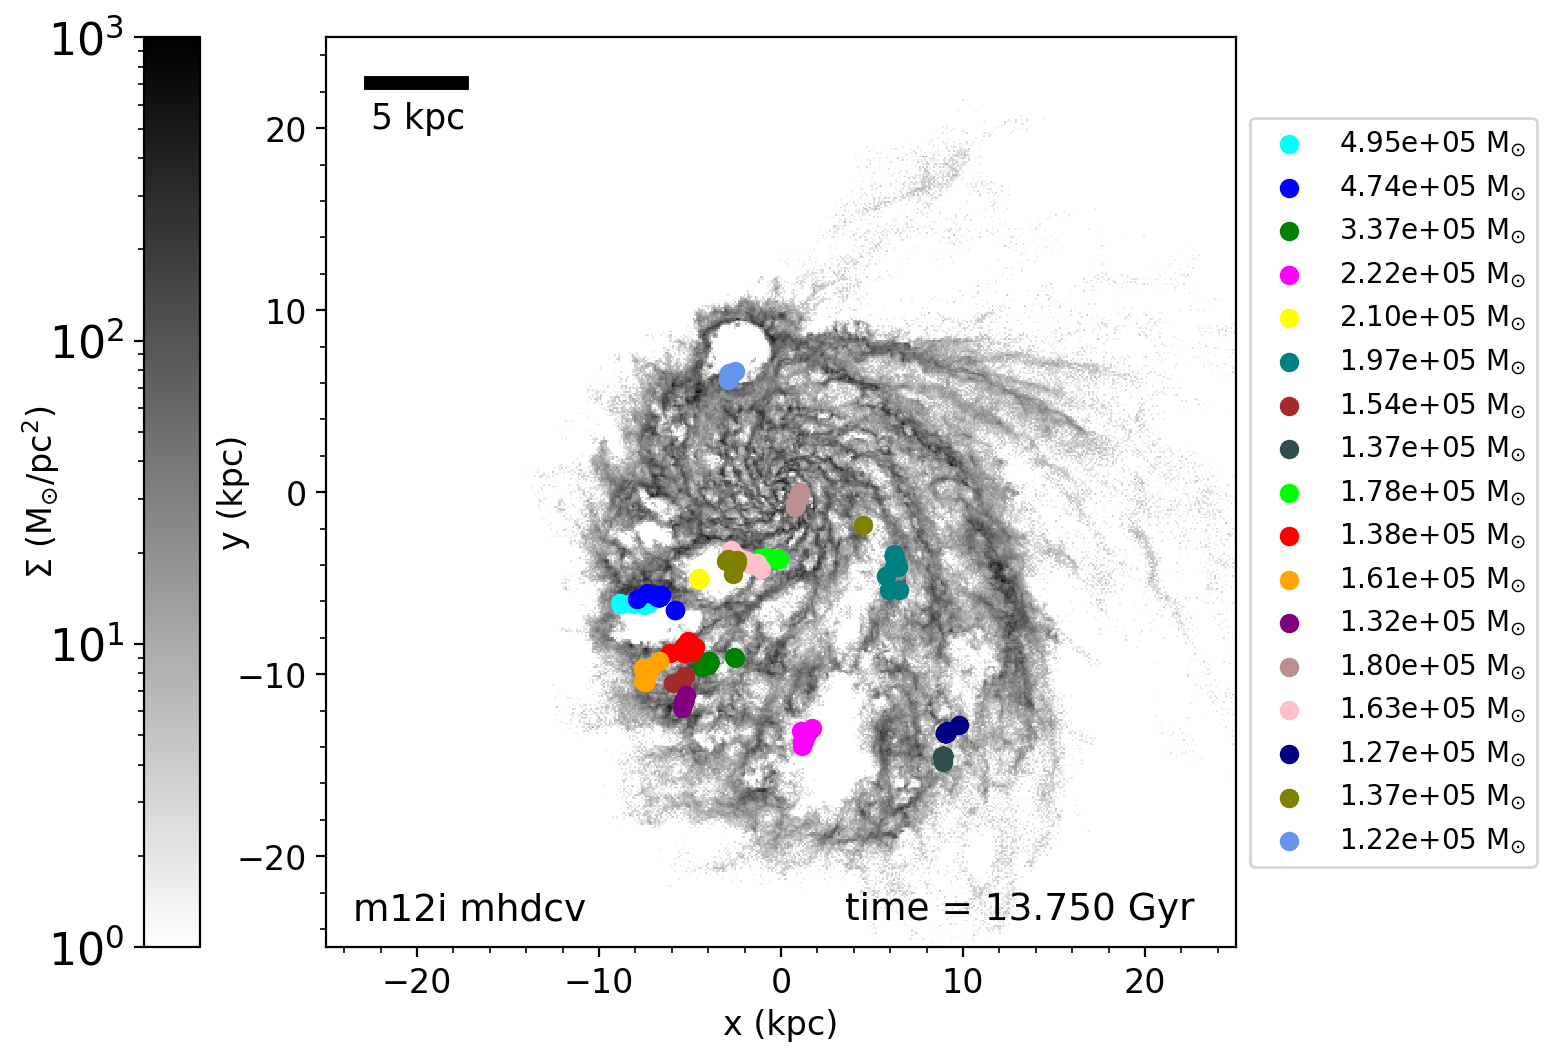 10³
10²
10¹
10⁰
Σ (M⊙/pc²)
y (kpc)
20
10
0
−10
−20
5 kpc
m12i mhdcv
time = 13.750 Gyr
−20
−10
0
10
20
x (kpc)
4.95e+05 M⊙
4.74e+05 M⊙
3.37e+05 M⊙
2.22e+05 M⊙
2.10e+05 M⊙
1.97e+05 M⊙
1.54e+05 M⊙
1.37e+05 M⊙
1.78e+05 M⊙
1.38e+05 M⊙
1.61e+05 M⊙
1.32e+05 M⊙
1.80e+05 M⊙
1.63e+05 M⊙
1.27e+05 M⊙
1.37e+05 M⊙
1.22e+05 M⊙